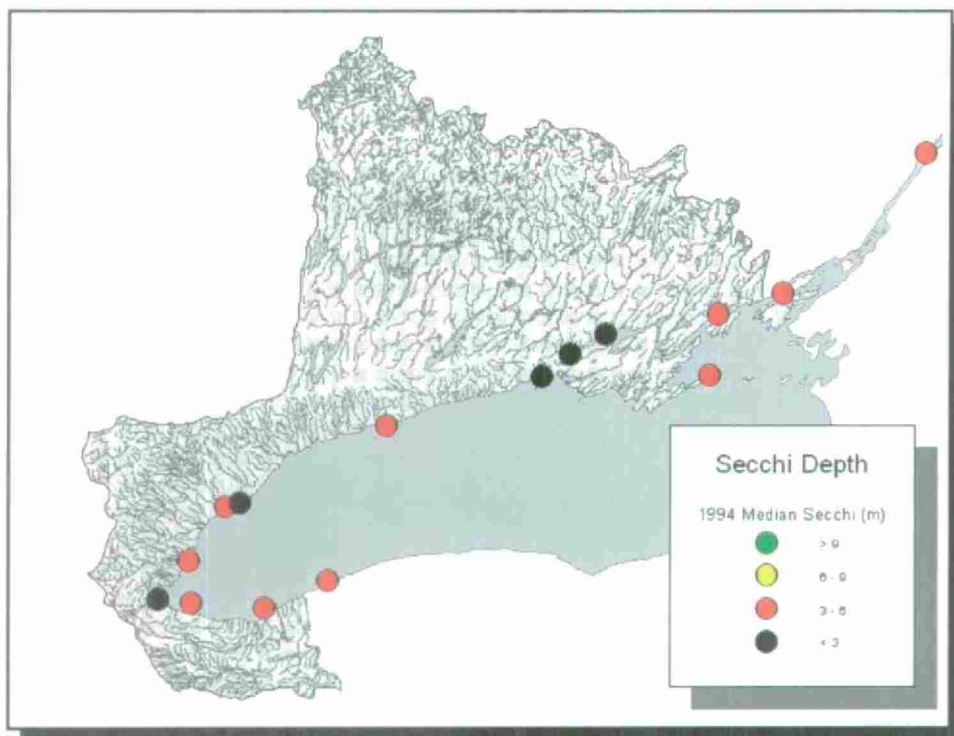 Secchi Depth
1994 Median Secchi (m)
> 9
6 - 9
3 - 6
< 3